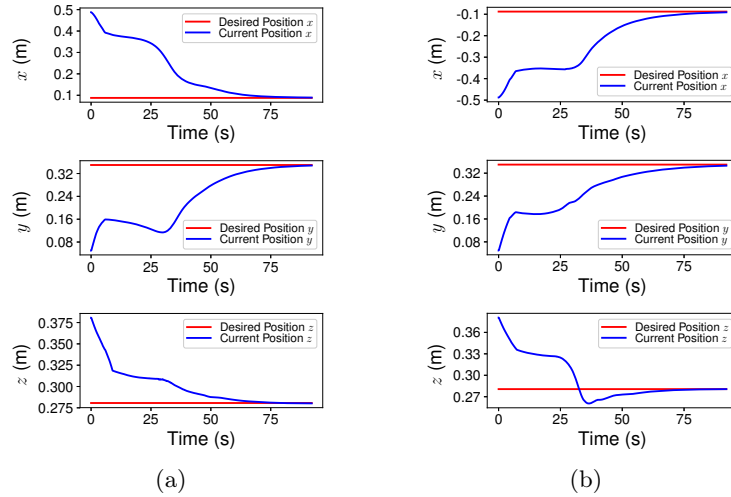 0.5
0.4
0.3
0.2
0.1
x (m)
Desired Position x
Current Position x
0 25 50 75
Time (s)
0.32
0.24
0.16
0.08
y (m)
Desired Position y
Current Position y
0 25 50 75
Time (s)
0.375
0.350
0.325
0.300
0.275
z (m)
Desired Position z
Current Position z
0 25 50 75
Time (s)
(a)
-0.1
-0.2
-0.3
-0.4
-0.5
x (m)
Desired Position x
Current Position x
0 25 50 75
Time (s)
0.32
0.24
0.16
0.08
y (m)
Desired Position y
Current Position y
0 25 50 75
Time (s)
0.36
0.33
0.30
0.27
z (m)
Desired Position z
Current Position z
0 25 50 75
Time (s)
(b)